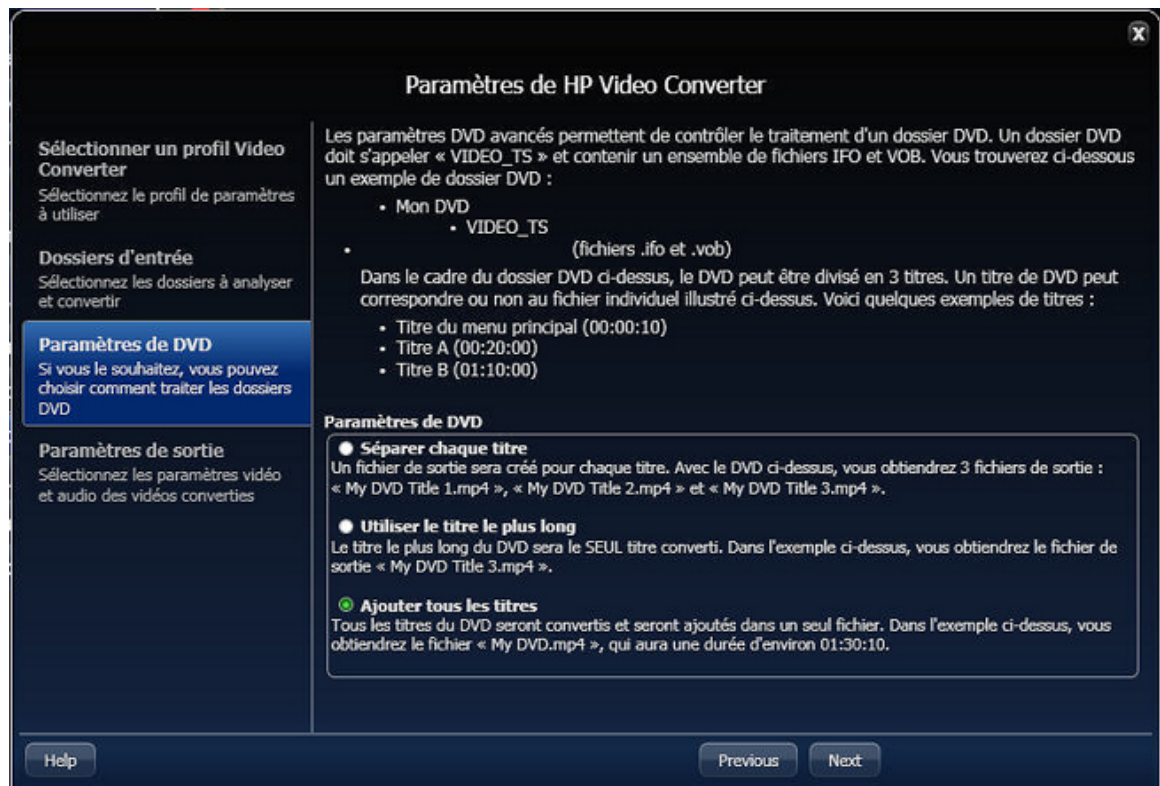 X
Paramètres de HP Video Converter
Sélectionner un profil Video
Converter
Sélectionnez le profil de paramètres
à utiliser
Dossiers d'entrée
Sélectionnez les dossiers à analyser
et convertir
Paramètres de DVD
Si vous le souhaitez, vous pouvez
choisir comment traiter les dossiers
DVD
Paramètres de sortie
Sélectionnez les paramètres vidéo
et audio des vidéos converties
Les paramètres DVD avancés permettent de contrôler le traitement d'un dossier DVD. Un dossier DVD
doit s'appeler « VIDEO_TS » et contenir un ensemble de fichiers IFO et VOB. Vous trouverez ci-dessous
un exemple de dossier DVD :
• Mon DVD
• VIDEO_TS
• (fichiers .ifo et .vob)
Dans le cadre du dossier DVD ci-dessus, le DVD peut être divisé en 3 titres. Un titre de DVD peut
correspondre ou non au fichier individuel illustré ci-dessus. Voici quelques exemples de titres :
• Titre du menu principal (00:00:10)
• Titre A (00:20:00)
• Titre B (01:10:00)
Paramètres de DVD
Séparer chaque titre
Un fichier de sortie sera créé pour chaque titre. Avec le DVD ci-dessus, vous obtiendrez 3 fichiers de sortie :
« My DVD Title 1.mp4 », « My DVD Title 2.mp4 » et « My DVD Title 3.mp4 ».
Utiliser le titre le plus long
Le titre le plus long du DVD sera le SEUL titre converti. Dans l'exemple ci-dessus, vous obtiendrez le fichier de
sortie « My DVD Title 3.mp4 ».
Ajouter tous les titres
Tous les titres du DVD seront convertis et seront ajoutés dans un seul fichier. Dans l'exemple ci-dessus, vous
obtiendrez le fichier « My DVD.mp4 », qui aura une durée d'environ 01:30:10.
Help
Previous
Next